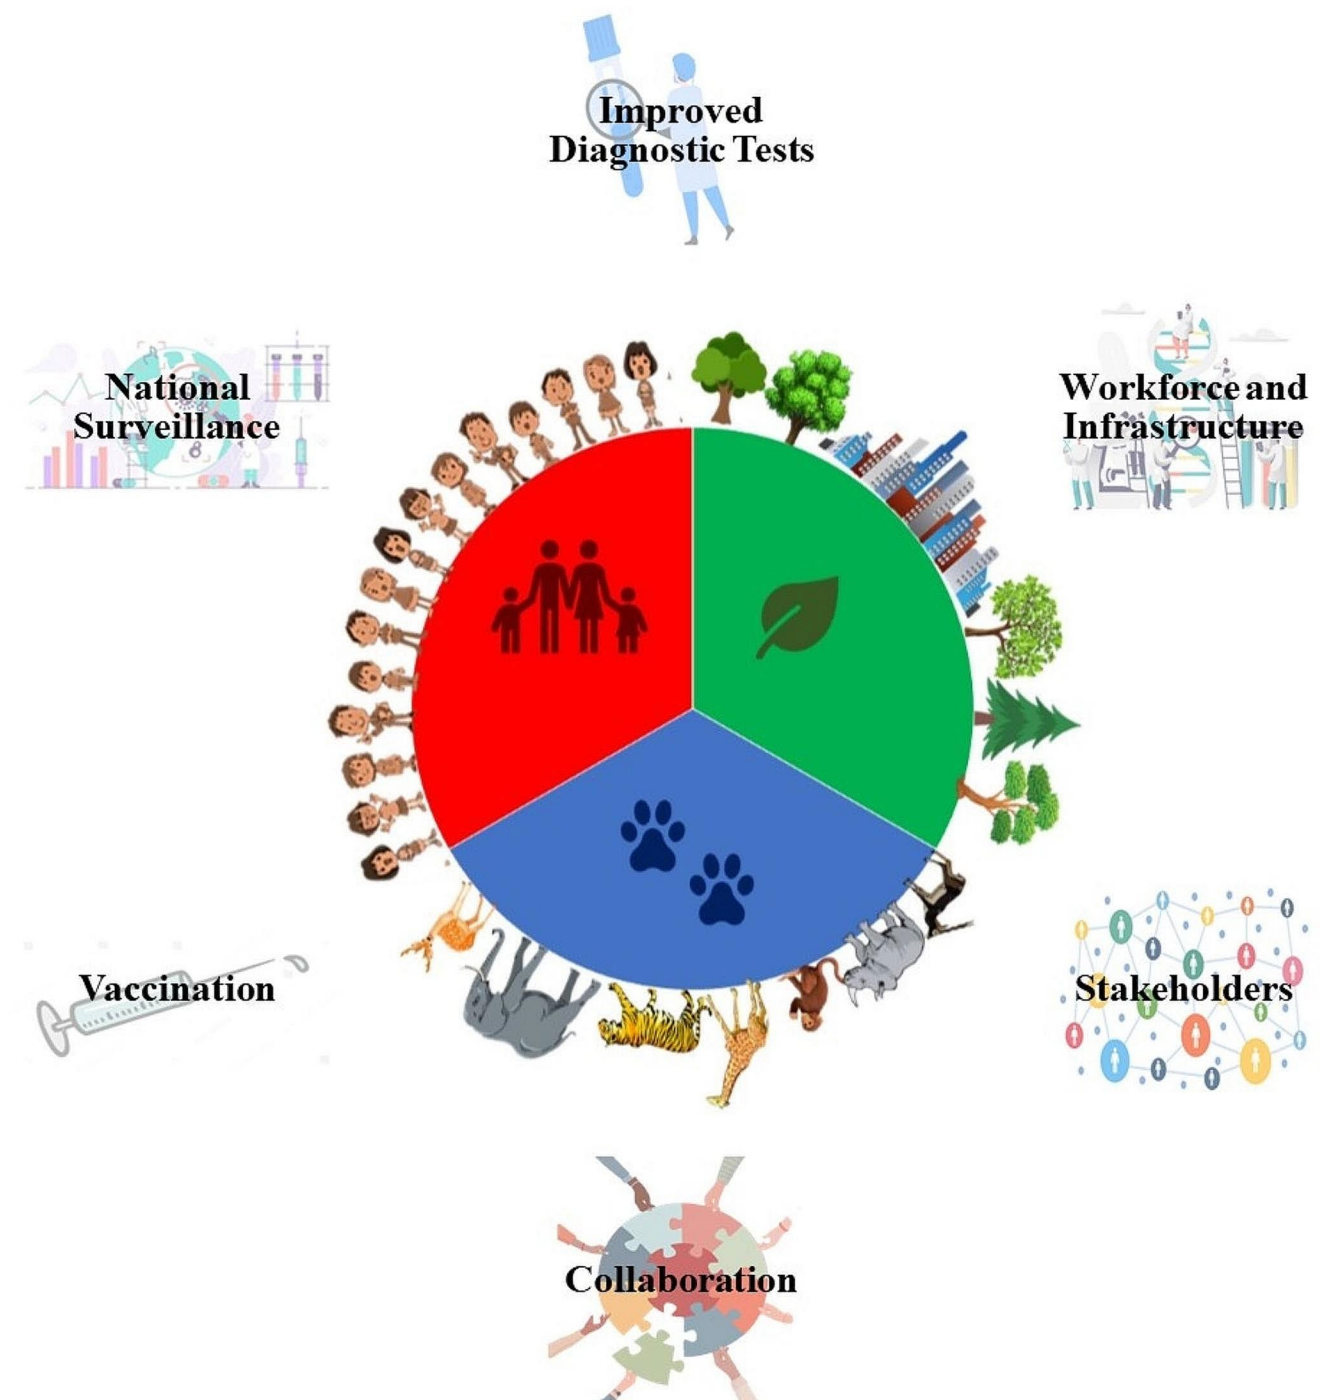 Improved
Diagnostic Tests
National
Surveillance
Workforce and
Infrastructure
Vaccination
Stakeholders
Collaboration